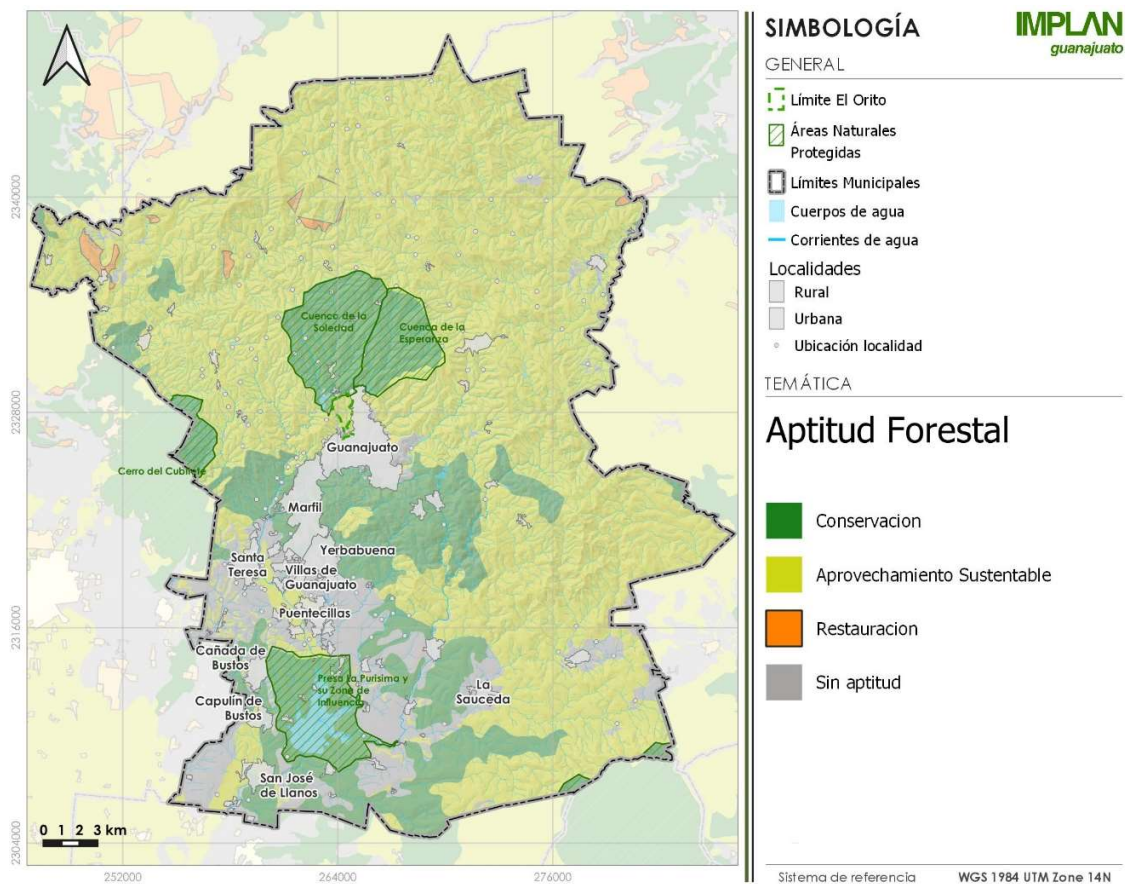 SIMBOLOGÍA
IMPLAN
guanajuato
GENERAL
Límite El Orito
Áreas Naturales
Protegidas
Límites Municipales
Cuerpos de agua
Corrientes de agua
Localidades
Rural
Urbana
Ubicación localidad
TEMÁTICA
Aptitud Forestal
Conservacion
Aprovechamiento Sustentable
Restauracion
Sin aptitud
Sistema de referencia
WGS 1984 UTM Zone 14N
2340000
2328000
2316000
2304000
252000
264000
276000
Cuenca de la
Soledad
Cuenca de la
Esperanza
Guanajuato
Cerro del Cubilete
Marfil
Yerbabuena
Santa
Teresa
Villas de
Guanajuato
Puentecillas
Cañada de
Bustos
Presa La Purisima y
su Zona de
Influencia
Capulín de
Bustos
La
Sauceda
San José
de Llanos
0 1 2 3 km